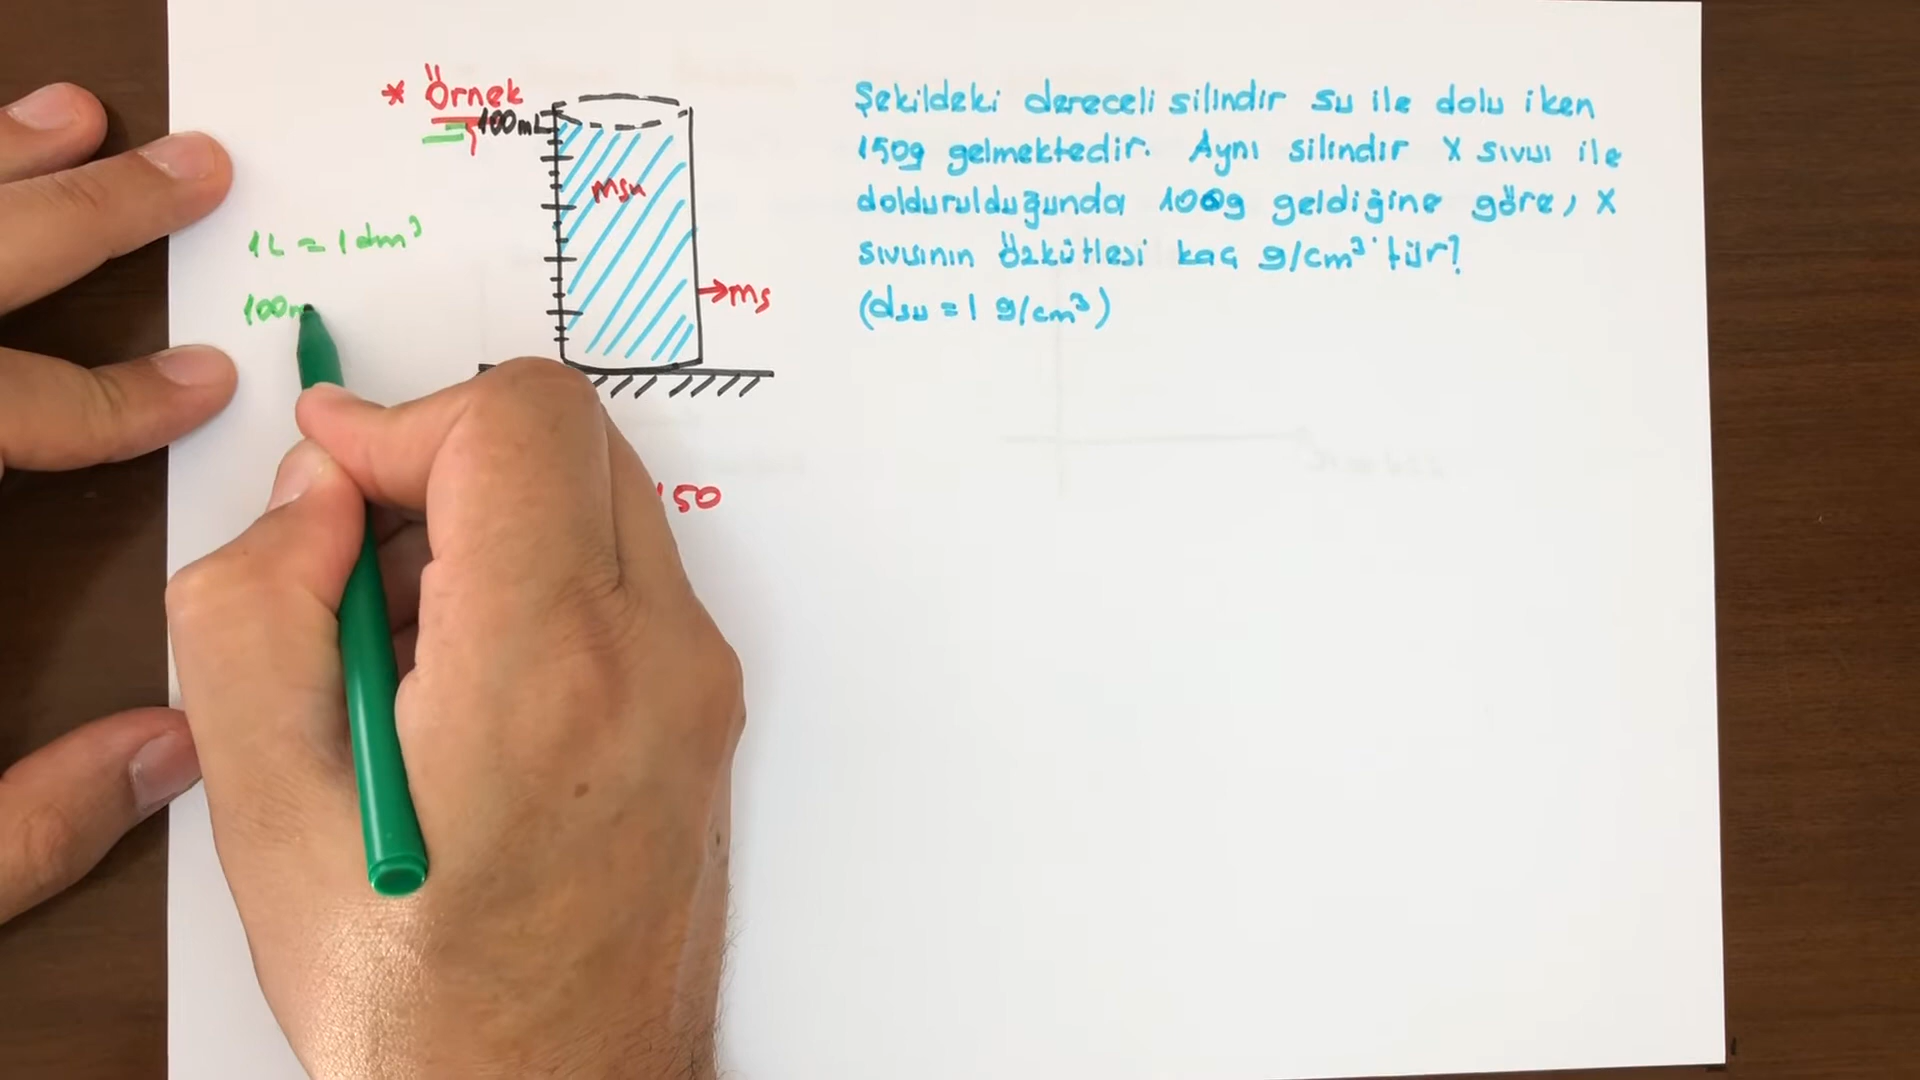 * Örnek
100mL
msu
ms
1L = 1dm³
100m
150
Şekildeki dereceli silindir su ile dolu iken
150g gelmektedir. Aynı silindir X sıvısı ile
doldurulduğunda 100g geldiğine göre, X
sıvısının özkütlesi kaç g/cm³'tür?
(dsu = 1 g/cm³)